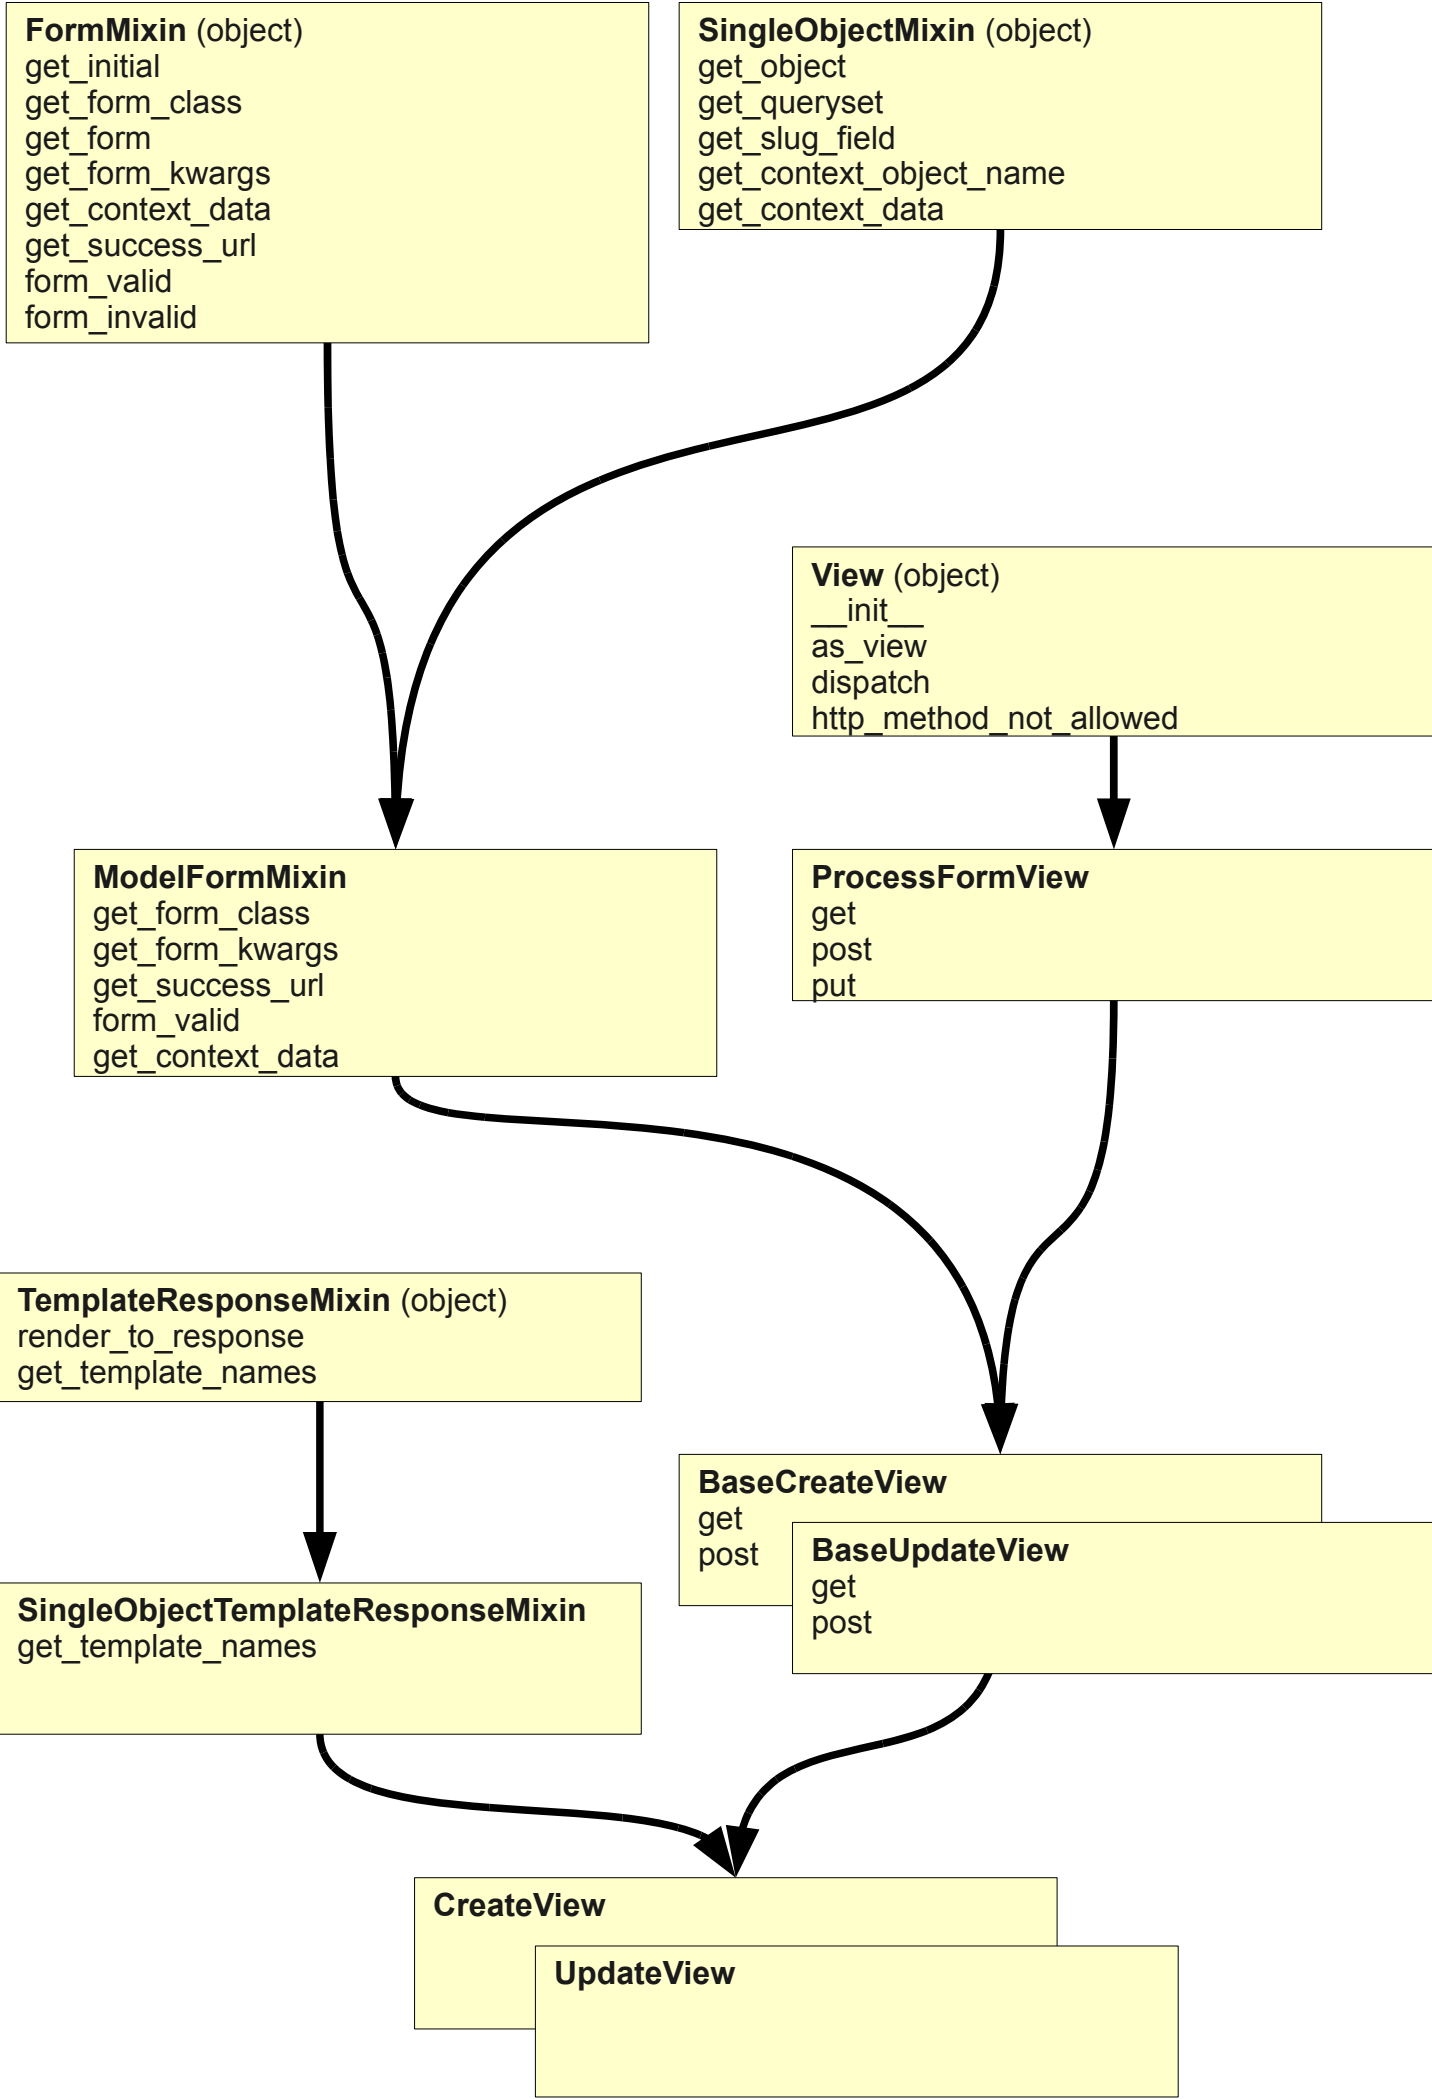 FormMixin (object)
get_initial
get_form_class
get_form
get_form_kwargs
get_context_data
get_success_url
form_valid
form_invalid
SingleObjectMixin (object)
get_object
get_queryset
get_slug_field
get_context_object_name
get_context_data
View (object)
__init__
as_view
dispatch
http_method_not_allowed
ModelFormMixin
get_form_class
get_form_kwargs
get_success_url
form_valid
get_context_data
ProcessFormView
get
post
put
TemplateResponseMixin (object)
render_to_response
get_template_names
BaseCreateView
get
post
BaseUpdateView
get
post
SingleObjectTemplateResponseMixin
get_template_names
CreateView
UpdateView